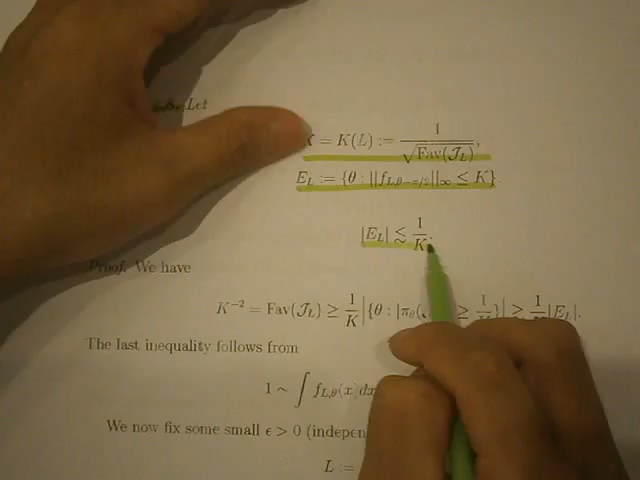 Let
K = K(L) := 1/√Fav(𝒥_L),
E_L := {θ : ||f_{L,θ−π/2}||_∞ ≤ K}.
|E_L| ≲ 1/K.
Proof. We have
K^{-2} = Fav(𝒥_L) ≥ 1/K |{θ : |π_θ( ≥ 1/K}| ≳ 1/K |E_L|.
The last inequality follows from
1 ~ ∫ f_{L,θ}(x)dx
We now fix some small ϵ > 0
L :=